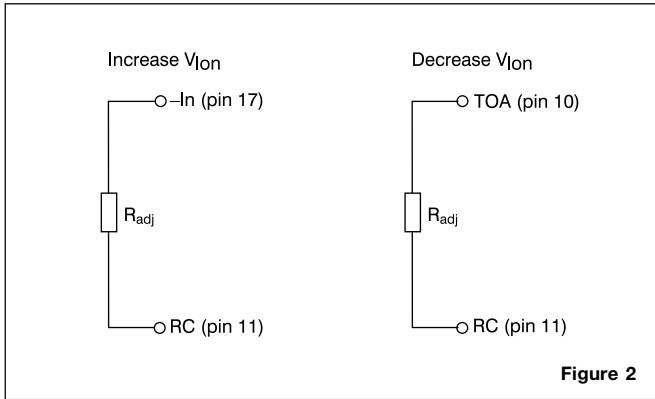 Increase VIon
Decrease VIon
–In (pin 17)
TOA (pin 10)
Radj
Radj
RC (pin 11)
RC (pin 11)
Figure 2